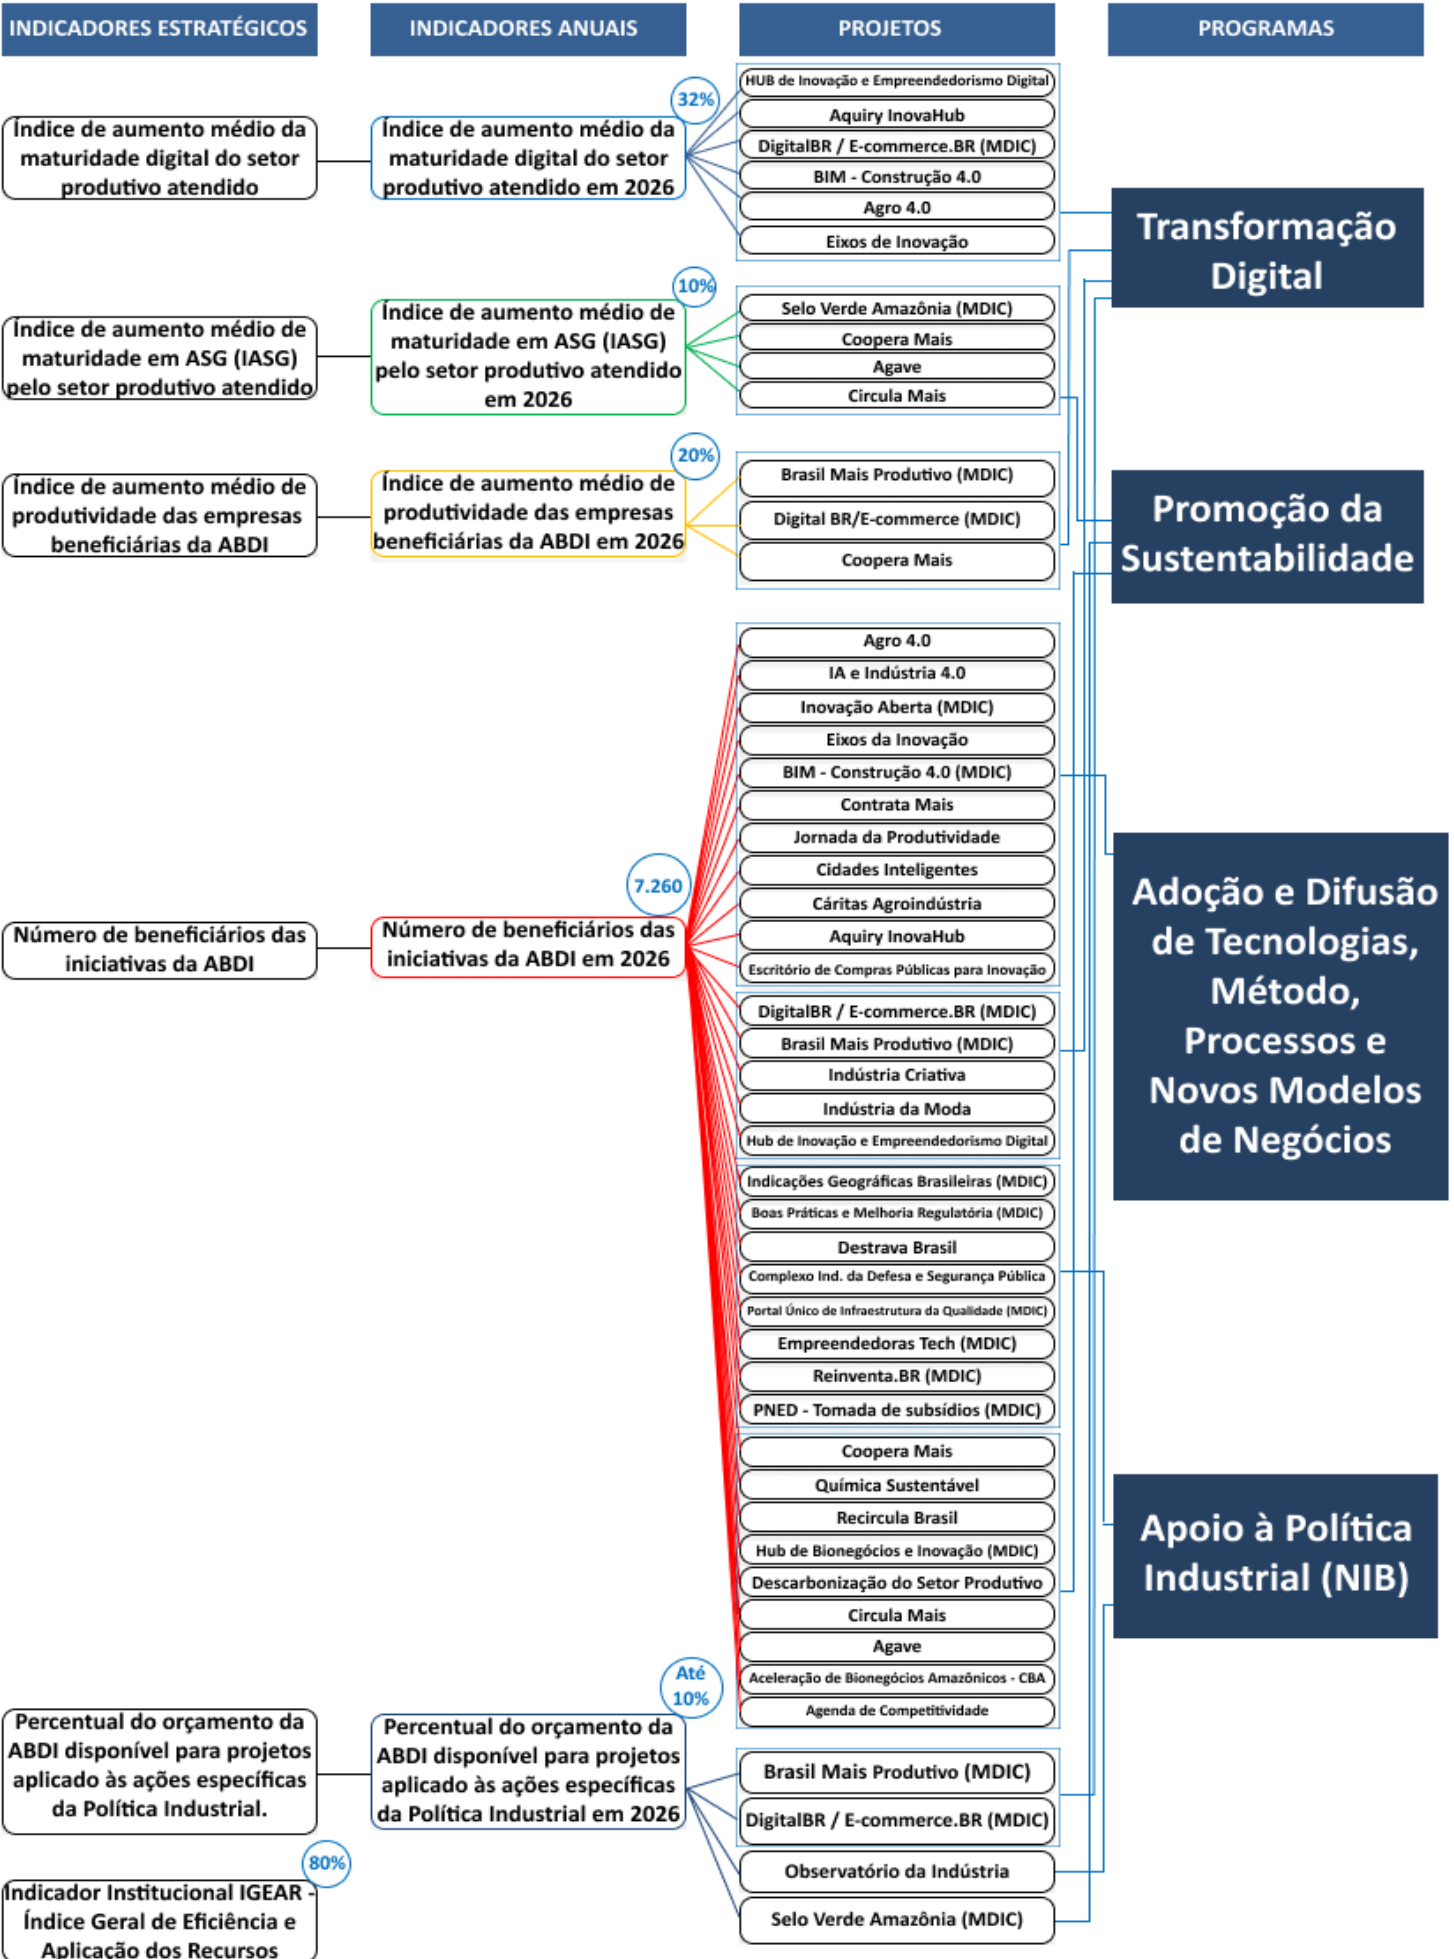 INDICADORES ESTRATÉGICOS
INDICADORES ANUAIS
PROJETOS
PROGRAMAS
Índice de aumento médio da
maturidade digital do setor
produtivo atendido
32%
Índice de aumento médio da
maturidade digital do setor
produtivo atendido em 2026
HUB de Inovação e Empreendedorismo Digital
Aquiry InovaHub
DigitalBR / E-commerce.BR (MDIC)
BIM - Construção 4.0
Agro 4.0
Eixos de Inovação
Transformação
Digital
Índice de aumento médio de
maturidade em ASG (IASG)
pelo setor produtivo atendido
10%
Índice de aumento médio de
maturidade em ASG (IASG)
pelo setor produtivo atendido
em 2026
Selo Verde Amazônia (MDIC)
Coopera Mais
Agave
Circula Mais
Índice de aumento médio de
produtividade das empresas
beneficiárias da ABDI
20%
Índice de aumento médio de
produtividade das empresas
beneficiárias da ABDI em 2026
Brasil Mais Produtivo (MDIC)
Digital BR/E-commerce (MDIC)
Coopera Mais
Promoção da
Sustentabilidade
Número de beneficiários das
iniciativas da ABDI
7.260
Número de beneficiários das
iniciativas da ABDI em 2026
Agro 4.0
IA e Indústria 4.0
Inovação Aberta (MDIC)
Eixos da Inovação
BIM - Construção 4.0 (MDIC)
Contrata Mais
Jornada da Produtividade
Cidades Inteligentes
Cáritas Agroindústria
Aquiry InovaHub
Escritório de Compras Públicas para Inovação
DigitalBR / E-commerce.BR (MDIC)
Brasil Mais Produtivo (MDIC)
Indústria Criativa
Indústria da Moda
Hub de Inovação e Empreendedorismo Digital
Indicações Geográficas Brasileiras (MDIC)
Boas Práticas e Melhoria Regulatória (MDIC)
Destrava Brasil
Complexo Ind. da Defesa e Segurança Pública
Portal Único de Infraestrutura da Qualidade (MDIC)
Empreendedoras Tech (MDIC)
Reinventa.BR (MDIC)
PNED - Tomada de subsídios (MDIC)
Coopera Mais
Química Sustentável
Recircula Brasil
Hub de Bionegócios e Inovação (MDIC)
Descarbonização do Setor Produtivo
Circula Mais
Agave
Aceleração de Bionegócios Amazônicos - CBA
Agenda de Competitividade
Adoção e Difusão
de Tecnologias,
Método,
Processos e
Novos Modelos
de Negócios
Apoio à Política
Industrial (NIB)
Percentual do orçamento da
ABDI disponível para projetos
aplicado às ações específicas
da Política Industrial.
Até
10%
Percentual do orçamento da
ABDI disponível para projetos
aplicado às ações específicas
da Política Industrial em 2026
Brasil Mais Produtivo (MDIC)
DigitalBR / E-commerce.BR (MDIC)
Observatório da Indústria
Selo Verde Amazônia (MDIC)
80%
Indicador Institucional IGEAR -
Índice Geral de Eficiência e
Aplicação dos Recursos